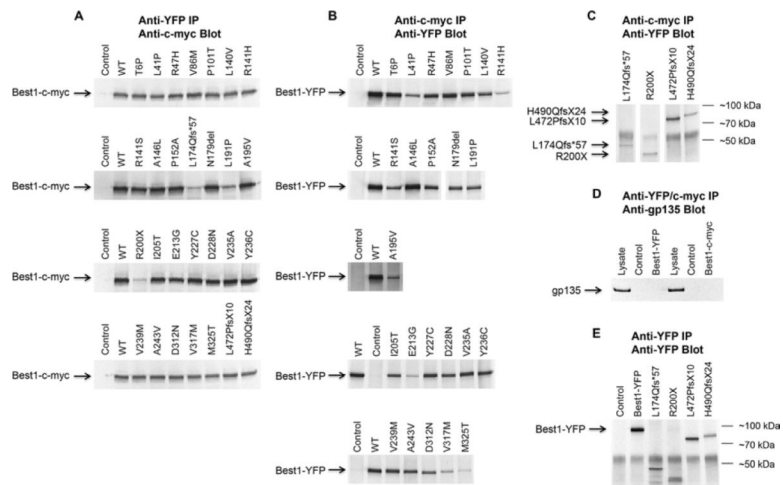 A
Anti-YFP IP
Anti-c-myc Blot
Control
WT
T6P
L41P
R47H
V86M
P101T
L140V
R141H
Best1-c-myc
Control
WT
R141S
A146L
P152A
L174Qfs*57
N179del
L191P
A195V
Best1-c-myc
Control
WT
R200X
I205T
E213G
Y227C
D228N
V235A
Y236C
Best1-c-myc
Control
WT
V239M
A243V
D312N
V317M
M325T
L472PfsX10
H490QfsX24
Best1-c-myc
B
Anti-c-myc IP
Anti-YFP Blot
Control
WT
T6P
L41P
R47H
V86M
P101T
L140V
R141H
Best1-YFP
Control
WT
R141S
A146L
P152A
N179del
L191P
Best1-YFP
Control
WT
A195V
Best1-YFP
WT
Control
I205T
E213G
Y227C
D228N
V235A
Y236C
Best1-YFP
Control
WT
V239M
A243V
D312N
V317M
M325T
Best1-YFP
C
Anti-c-myc IP
Anti-YFP Blot
L174Qfs*57
R200X
L472PfsX10
H490QfsX24
H490QfsX24
L472PfsX10
L174Qfs*57
R200X
~100 kDa
~70 kDa
~50 kDa
D
Anti-YFP/c-myc IP
Anti-gp135 Blot
Lysate
Control
Best1-YFP
Lysate
Control
Best1-c-myc
gp135
E
Anti-YFP IP
Anti-YFP Blot
Control
Best1-YFP
L174Qfs*57
R200X
L472PfsX10
H490QfsX24
Best1-YFP
~100 kDa
~70 kDa
~50 kDa